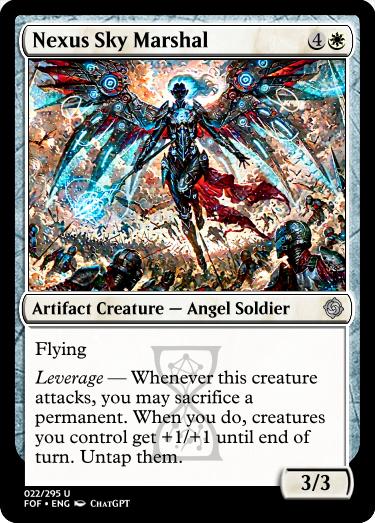 Nexus Sky Marshal 4
Artifact Creature — Angel Soldier
Flying
Leverage — Whenever this creature
attacks, you may sacrifice a
permanent. When you do, creatures
you control get +1/+1 until end of
turn. Untap them.
3/3
022/295 U
FOF • ENG ChatGPT